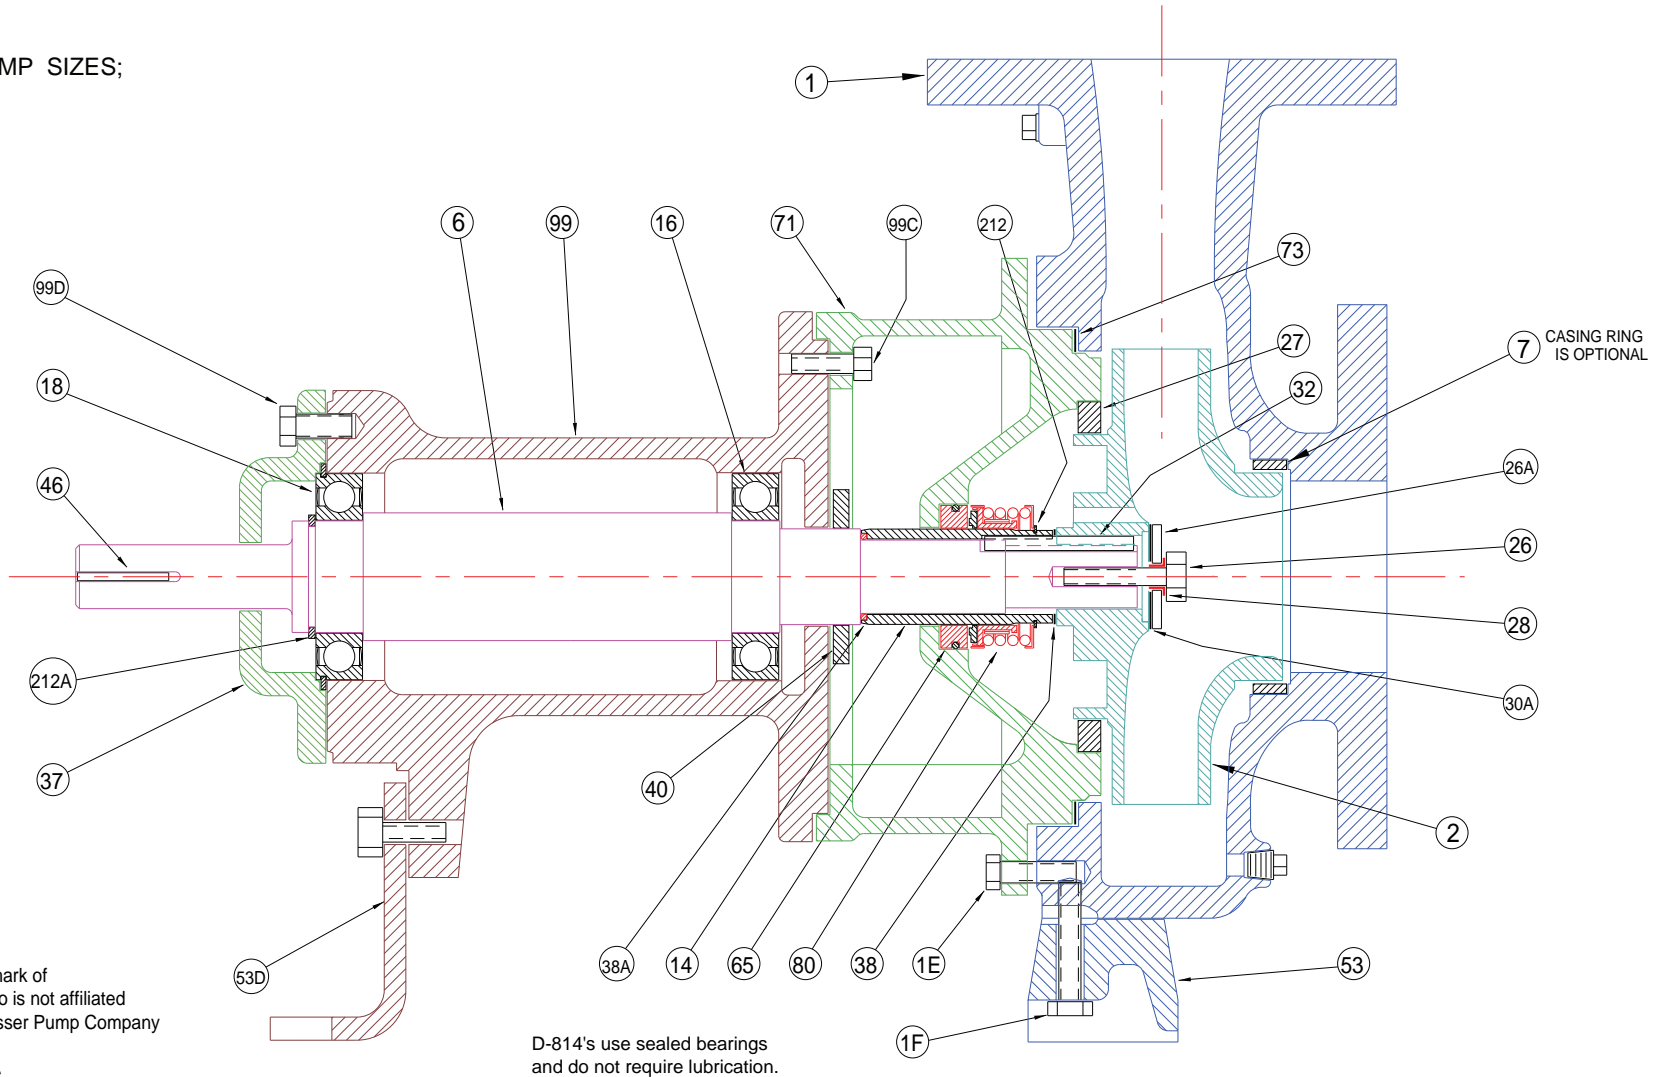 MP SIZES;
1
6
99
16
71
99C
212
73
99D
7 CASING RING
IS OPTIONAL
27
18
32
46
26A
26
28
212A
30A
37
40
2
53D
38A
14
65
80
38
1E
53
1F
nark of
o is not affiliated
sser Pump Company
D-814's use sealed bearings
and do not require lubrication.